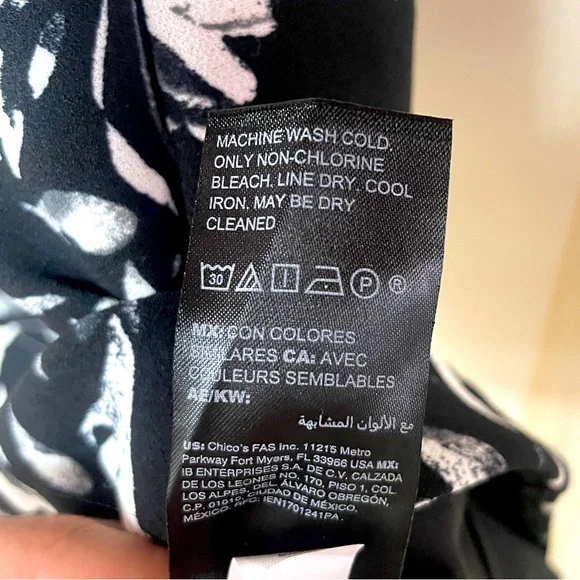 MACHINE WASH COLD.
ONLY NON-CHLORINE
BLEACH. LINE DRY. COOL
IRON. MAY BE DRY
CLEANED
30 P ®
MX: CON COLORES
SIMILARES CA: AVEC
COULEURS SEMBLABLES
AE/KW:
مع الألوان المشابهة
US: Chico's FAS Inc. 11215 Metro
Parkway Fort Myers, FL 33966 USA MX:
IB ENTERPRISES S.A. DE C.V. CALZADA
DE LOS LEONES NO. 170, PISO 1, COL.
LOS ALPES, DEL. ÁLVARO OBREGÓN,
C.P. 01010, CIUDAD DE MÉXICO,
MÉXICO. RFC: IEN1701241PA.